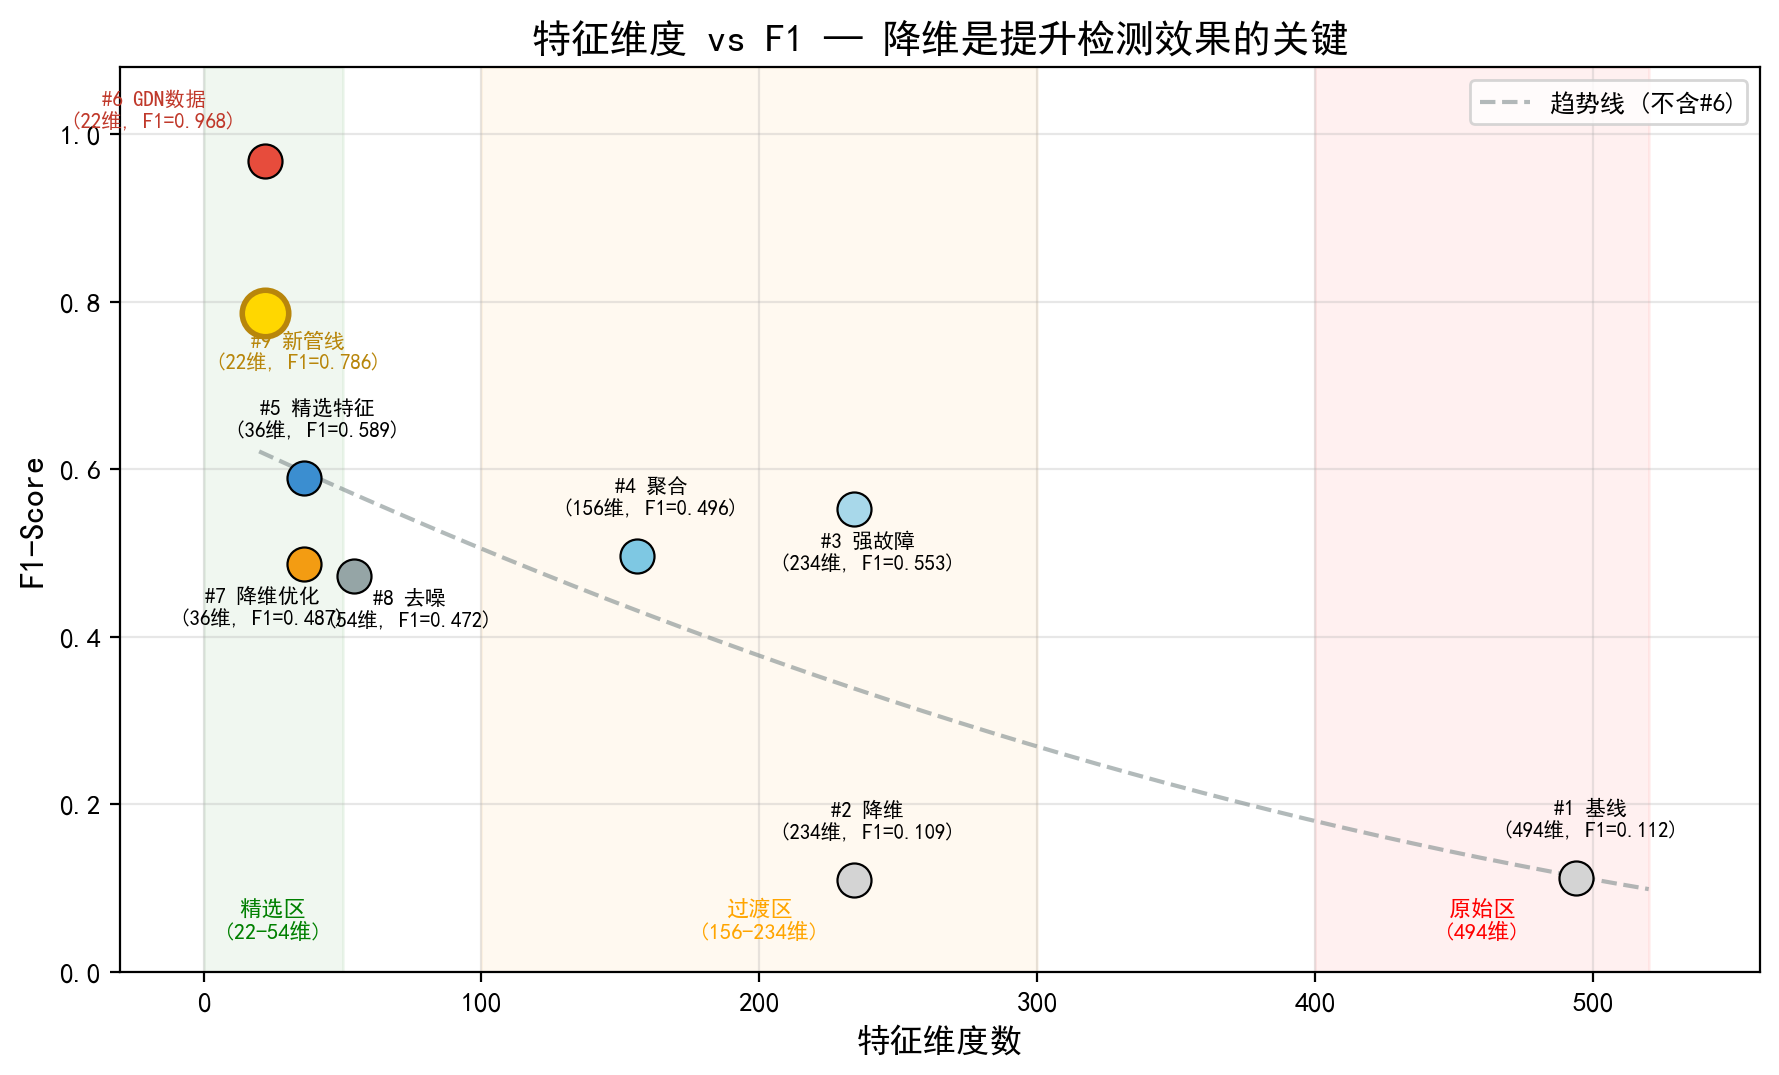 特征维度 vs F1 — 降维是提升检测效果的关键
趋势线 (不含#6)
#6 GDN数据
(22维, F1=0.968)
#9 新管线
(22维, F1=0.786)
#5 精选特征
(36维, F1=0.589)
#4 聚合
(156维, F1=0.496)
#3 强故障
(234维, F1=0.553)
#7 降维优化
(36维, F1=0.487)
#8 去噪
(54维, F1=0.472)
#2 降维
(234维, F1=0.109)
#1 基线
(494维, F1=0.112)
精选区
(22-54维)
过渡区
(156-234维)
原始区
(494维)
F1-Score
1.0
0.8
0.6
0.4
0.2
0.0
0
100
200
300
400
500
特征维度数